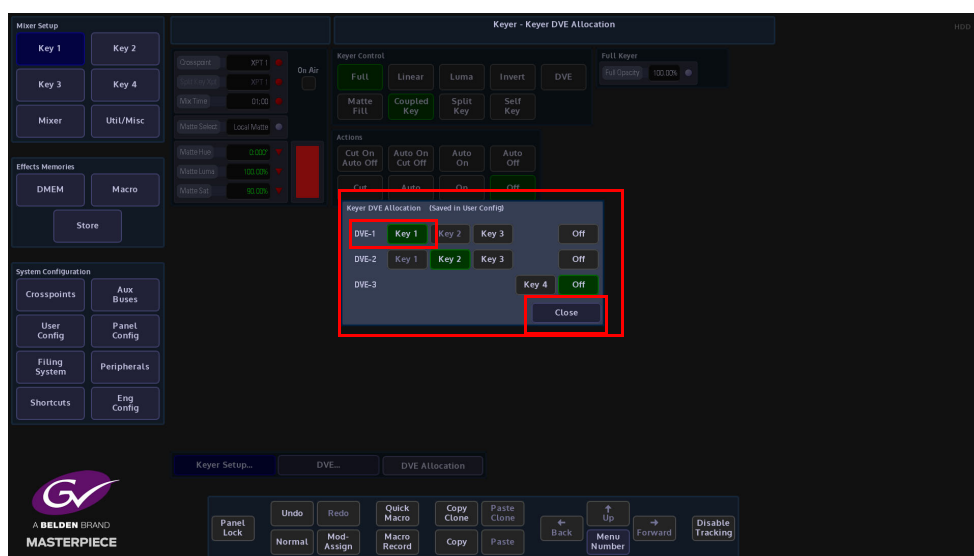 Mixer Setup
Keyer - Keyer DVE Allocation
HDD
Key 1
Key 2
Key 3
Key 4
Mixer
Util/Misc
Crosspoint
XPT 1
On Air
XPT 1
Mix Time
01:00
Matte Select
Local Matte
Matte Hue
0.000°
Matte Luma
100.00%
Matte Sat
90.00%
Keyer Control
Full
Linear
Luma
Invert
DVE
Matte
Fill
Coupled
Key
Split
Key
Self
Key
Full Keyer
Full Opacity
100.00%
Actions
Cut On
Auto Off
Auto On
Cut Off
Auto
On
Auto
Off
Cut
Auto
On
Off
Effects Memories
DMEM
Macro
Store
Keyer DVE Allocation (Saved in User Config)
DVE-1
Key 1
Key 2
Key 3
Off
DVE-2
Key 1
Key 2
Key 3
Off
DVE-3
Key 4
Off
Close
System Configuration
Crosspoints
Aux
Buses
User
Config
Panel
Config
Filing
System
Peripherals
Shortcuts
Eng
Config
Keyer Setup...
DVE...
DVE Allocation
GV
A BELDEN BRAND
MASTERPIECE
Panel
Lock
Undo
Redo
Normal
Mod-
Assign
Quick
Macro
Macro
Record
Copy
Clone
Paste
Clone
Copy
Paste
←
Back
↑
Up
Menu
Number
→
Forward
Disable
Tracking